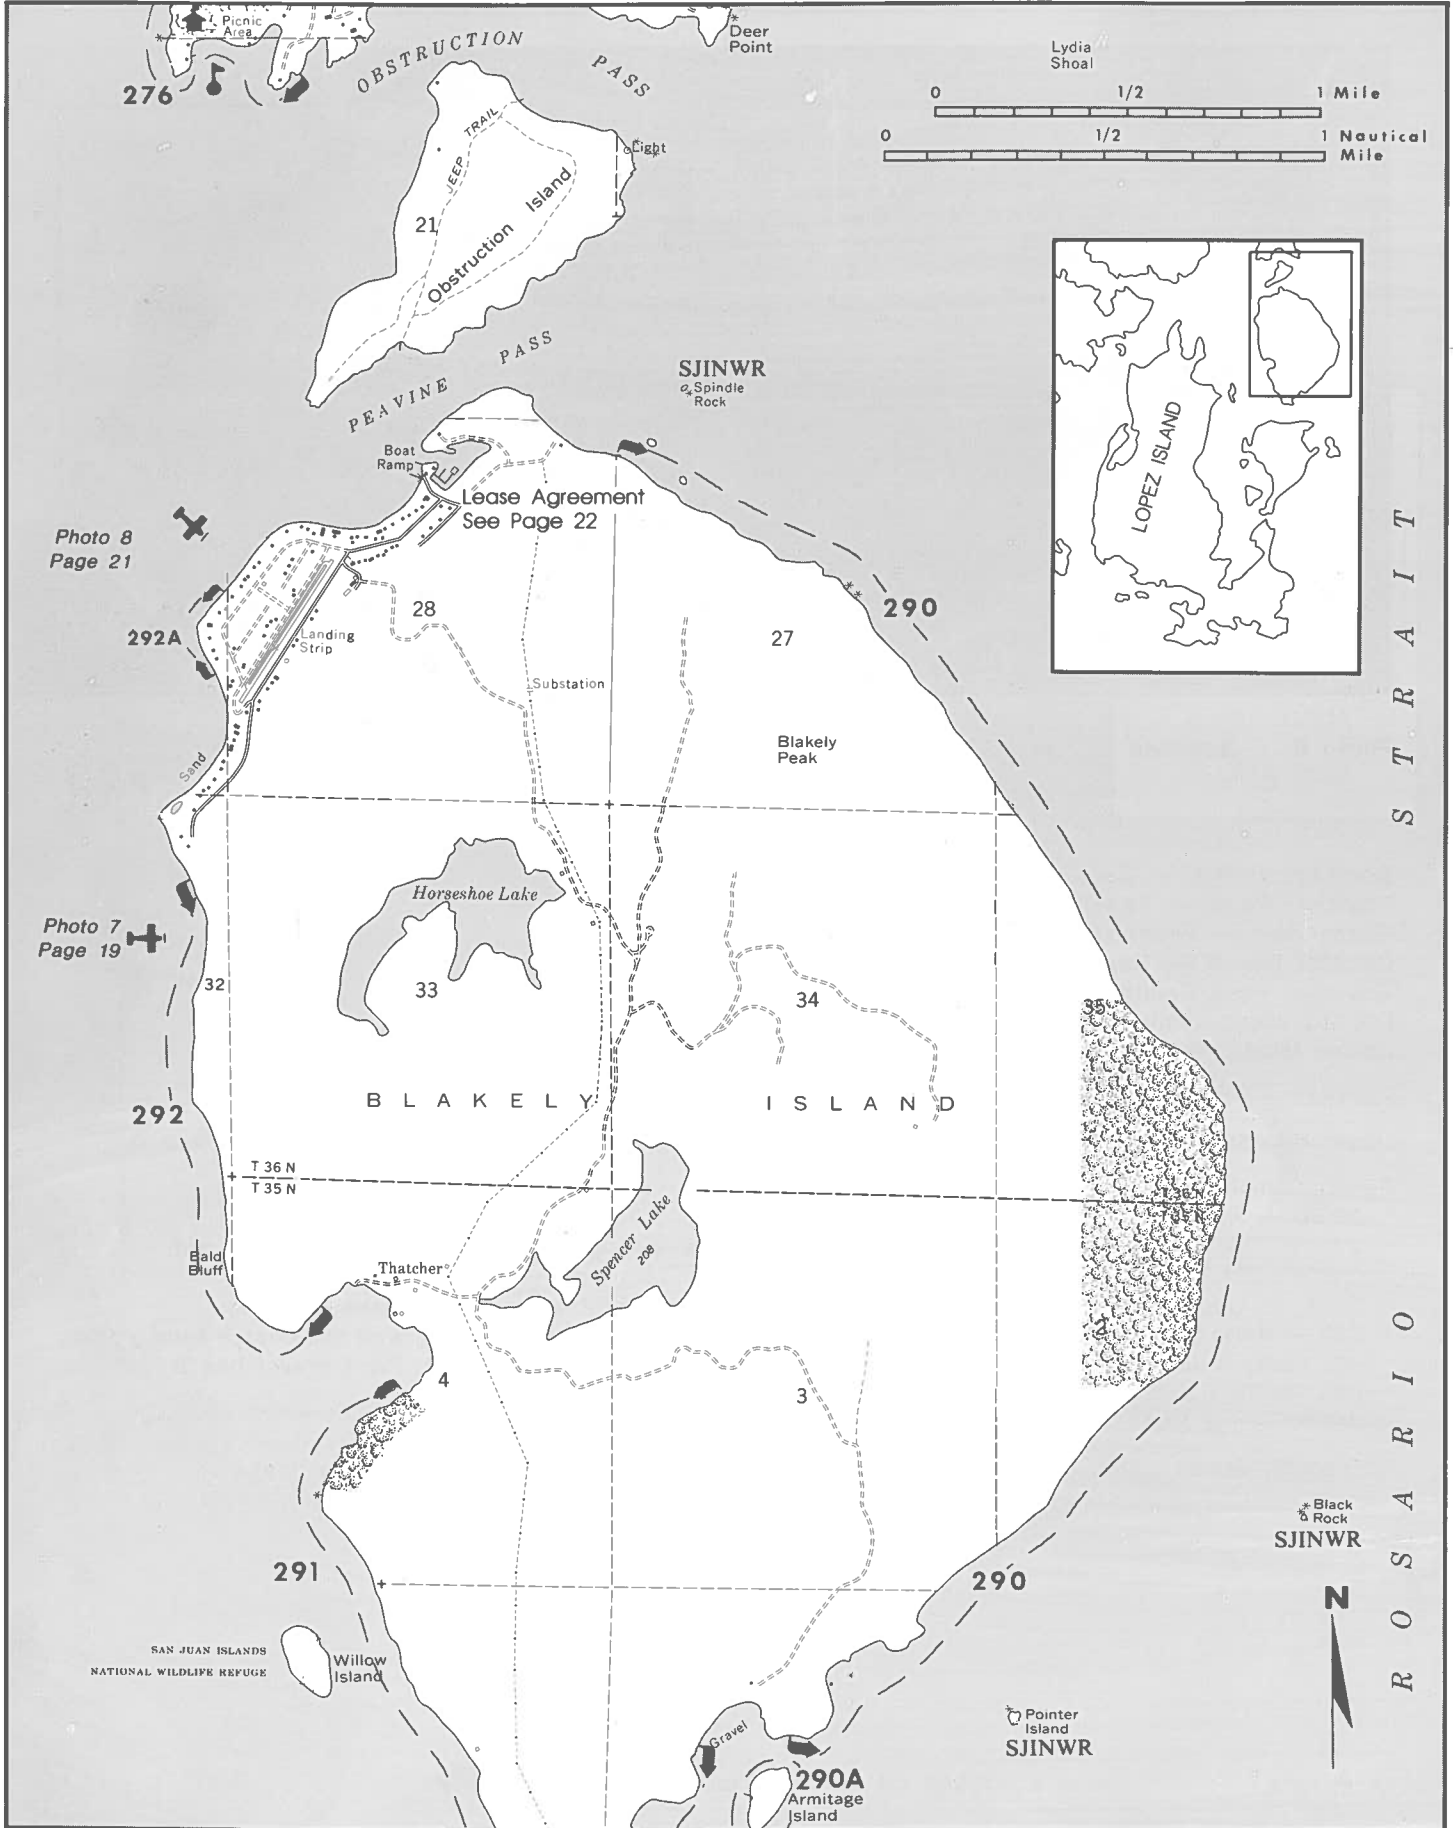 Picnic
Area
276
OBSTRUCTION PASS
Deer
Point
Lydia
Shoal
0 1/2 1 Mile
0 1/2 1 Nautical
Mile
JEEP TRAIL
Light
21
Obstruction Island
PEAVINE PASS
SJINWR
Spindle
Rock
Boat
Ramp
Lease Agreement
See Page 22
LOPEZ ISLAND
Photo 8
Page 21
292A
28
Landing
Strip
27
290
Substation
Blakely
Peak
Sand
Horseshoe Lake
Photo 7
Page 19
32
33
34
35
292
BLAKELY ISLAND
T 36 N
T 35 N
T 36 N
T 35 N
Bald
Bluff
Thatcher
Spencer Lake
208
2
4
3
ROSARIO STRAIT
Black
Rock
SJINWR
291
290
N
SAN JUAN ISLANDS
NATIONAL WILDLIFE REFUGE
Willow
Island
Pointer
Island
SJINWR
Gravel
290A
Armitage
Island